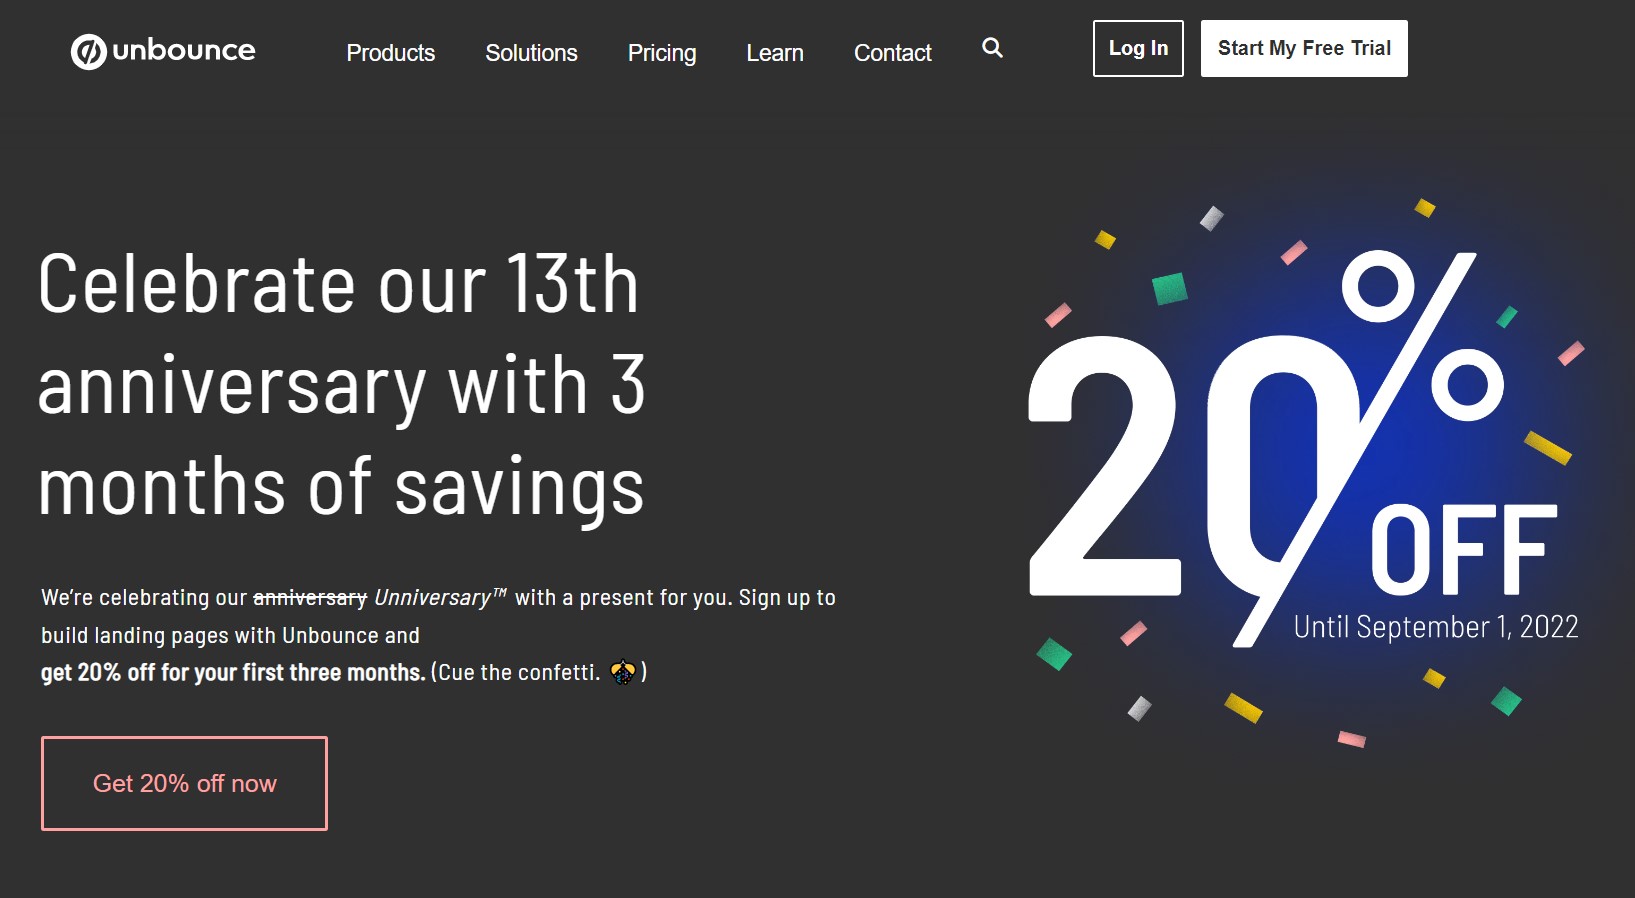 unbounce
Products
Solutions
Pricing
Learn
Contact
Log In
Start My Free Trial
Celebrate our 13th
anniversary with 3
months of savings
We're celebrating our anniversary Unniversary™ with a present for you. Sign up to
build landing pages with Unbounce and
get 20% off for your first three months. (Cue the confetti. )
Get 20% off now
20%
OFF
Until September 1, 2022